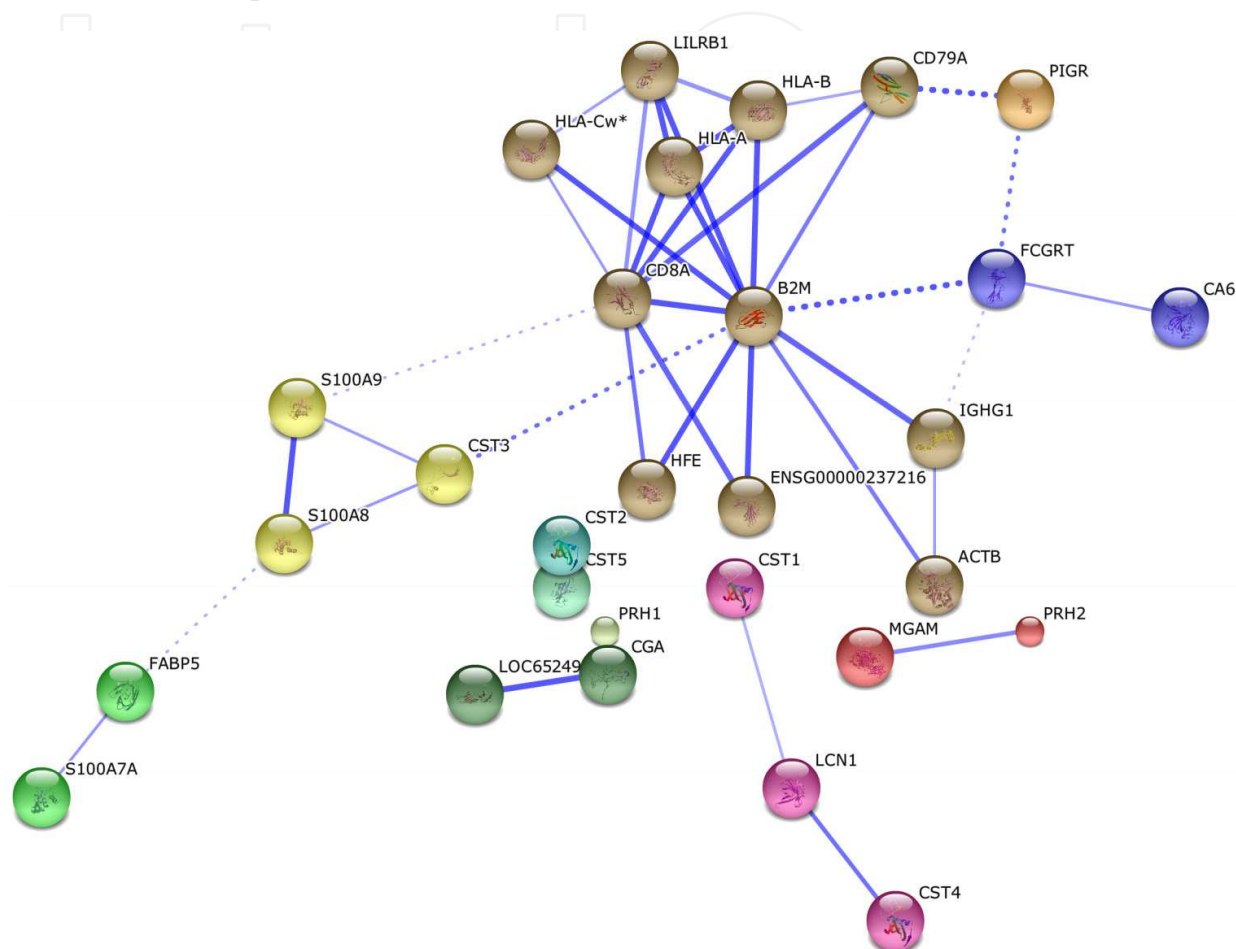 LILRB1
CD79A
PIGR
HLA-B
HLA-Cw*
HLA-A
FCGRT
CD8A
B2M
CA6
S100A9
IGHG1
CST3
HFE
ENSG00000237216
S100A8
CST2
CST5
CST1
ACTB
PRH1
PRH2
MGAM
CGA
FABP5
LOC65249
S100A7A
LCN1
CST4